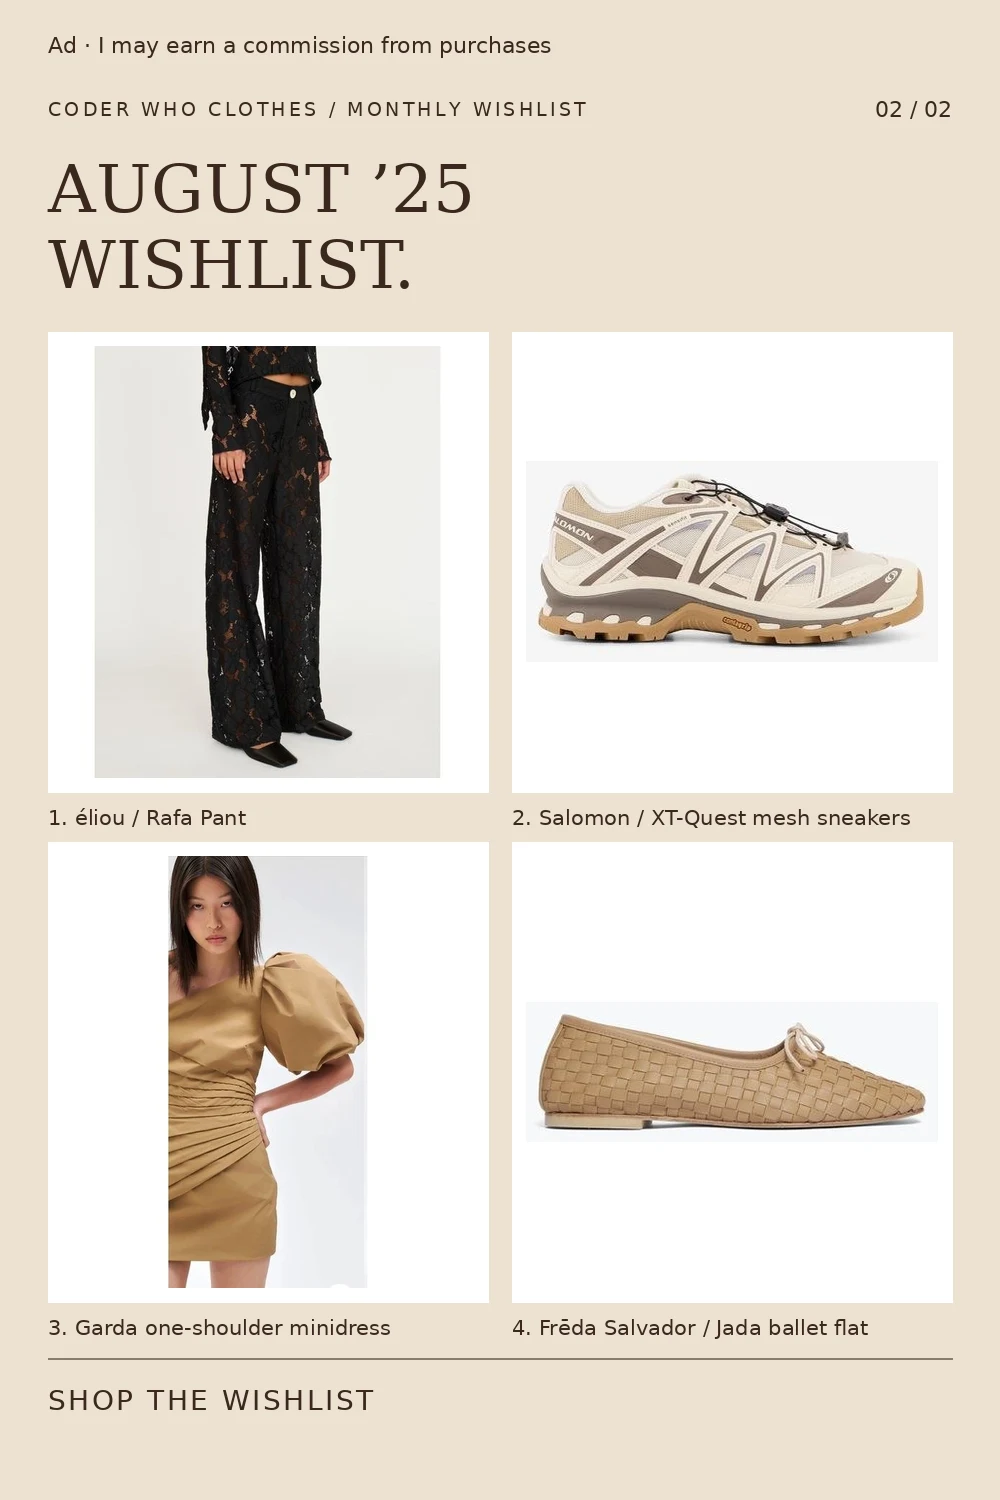 Ad · I may earn a commission from purchases
CODER WHO CLOTHES / MONTHLY WISHLIST
02 / 02
AUGUST ’25
WISHLIST.
SALOMON
contagrip
1. éliou / Rafa Pant
2. Salomon / XT-Quest mesh sneakers
3. Garda one-shoulder minidress
4. Frēda Salvador / Jada ballet flat
SHOP THE WISHLIST